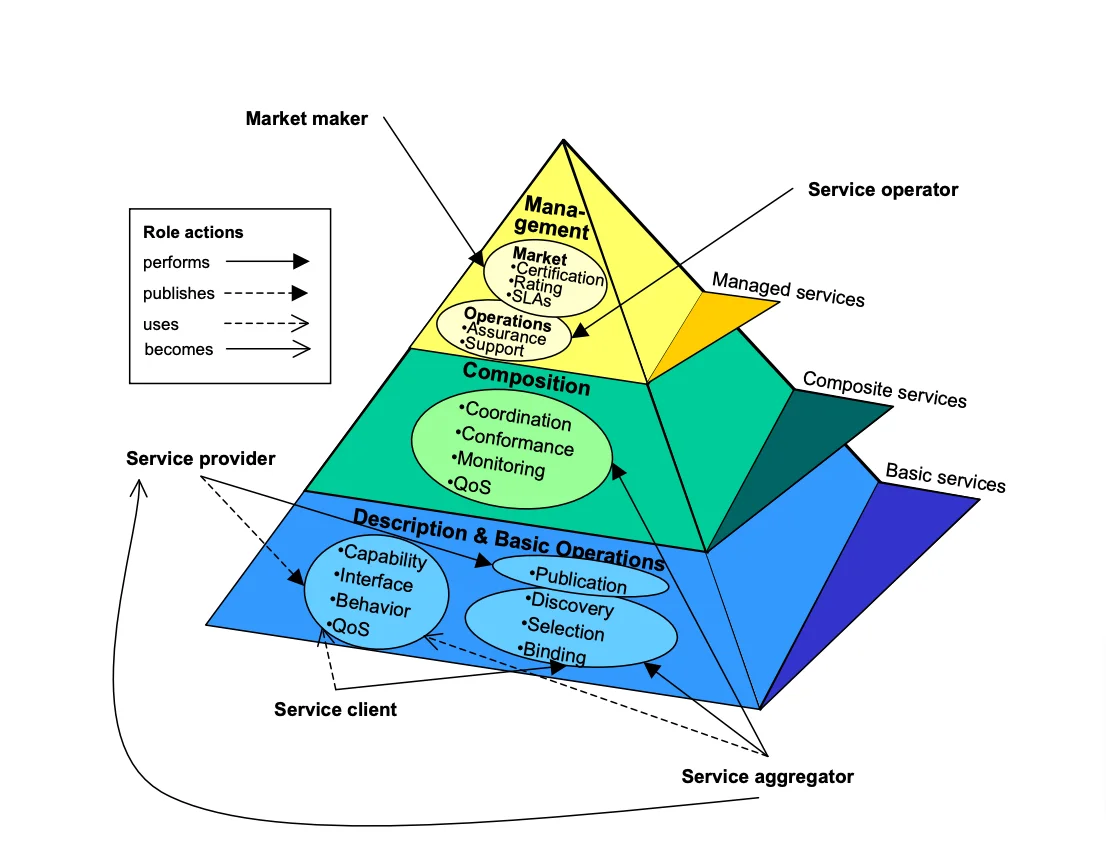 Market maker
Service operator
Role actions
performs
publishes
uses
becomes
Mana-
gement
Market
•Certification
•Rating
•SLAs
Operations
•Assurance
•Support
Managed services
Composition
•Coordination
•Conformance
•Monitoring
•QoS
Composite services
Service provider
Basic services
Description & Basic Operations
•Capability
•Interface
•Behavior
•QoS
•Publication
•Discovery
•Selection
•Binding
Service client
Service aggregator